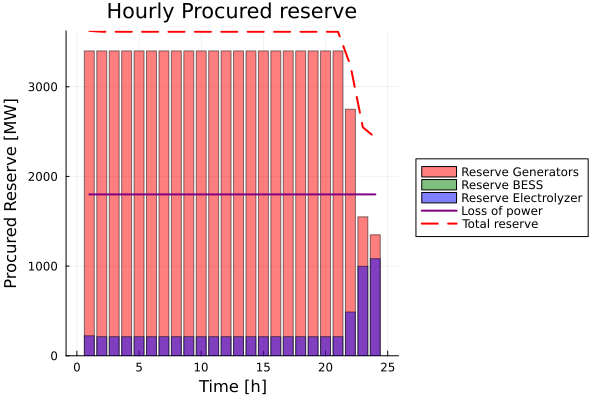 Hourly Procured reserve
Procured Reserve [MW]
3000
2000
1000
0
0 5 10 15 20 25
Time [h]
Reserve Generators
Reserve BESS
Reserve Electrolyzer
Loss of power
Total reserve